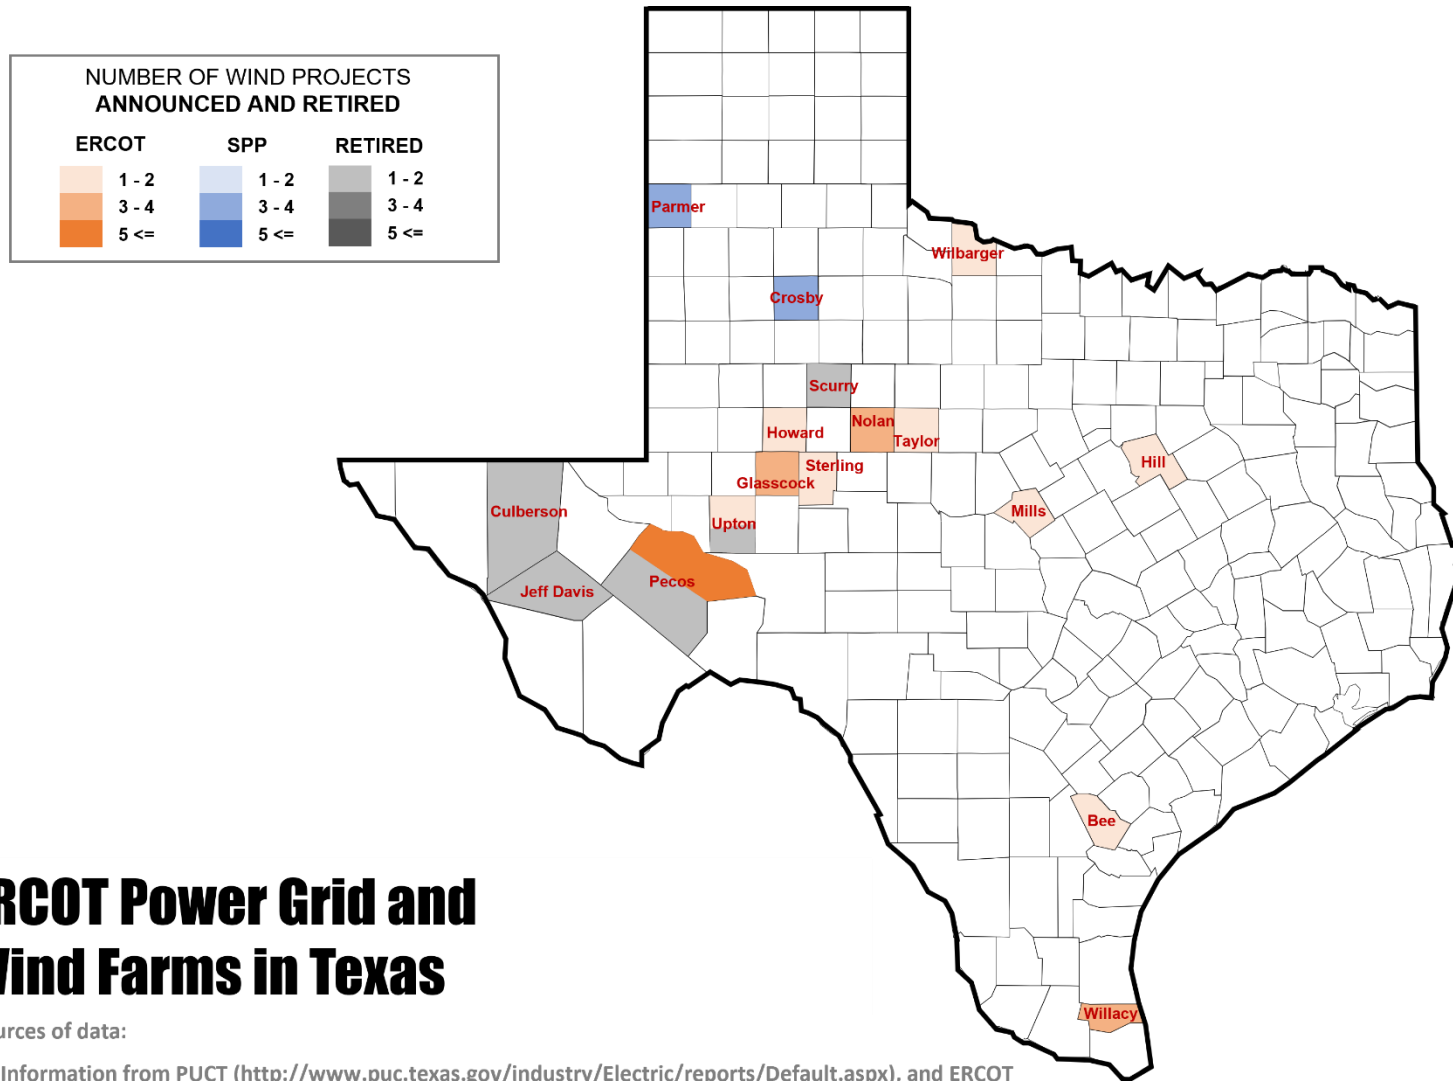 NUMBER OF WIND PROJECTS
ANNOUNCED AND RETIRED
ERCOT SPP RETIRED
1 - 2 1 - 2 1 - 2
3 - 4 3 - 4 3 - 4
5 <= 5 <= 5 <=
Parmer
Wilbarger
Crosby
Scurry
Nolan
Howard
Taylor
Sterling
Hill
Glasscock
Culberson
Mills
Upton
Pecos
Jeff Davis
Bee
RCOT Power Grid and
Wind Farms in Texas
urces of data:
Willacy
Information from PUCT (http://www.puc.texas.gov/industry/Electric/reports/Default.aspx), and ERCOT